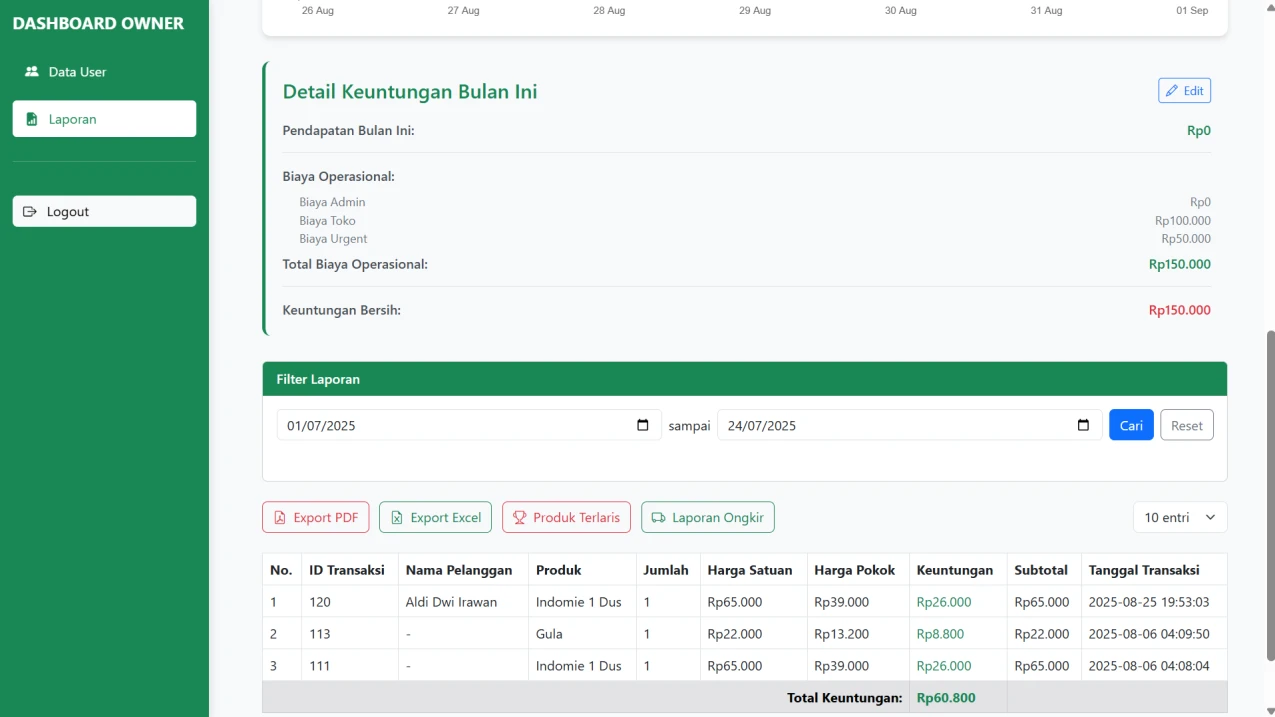 DASHBOARD OWNER
Data User
Laporan
Logout
26 Aug 27 Aug 28 Aug 29 Aug 30 Aug 31 Aug 01 Sep
Detail Keuntungan Bulan Ini
Edit
Pendapatan Bulan Ini: Rp0
Biaya Operasional:
Biaya Admin Rp0
Biaya Toko Rp100.000
Biaya Urgent Rp50.000
Total Biaya Operasional: Rp150.000
Keuntungan Bersih: Rp150.000
Filter Laporan
01/07/2025 sampai 24/07/2025 Cari Reset
Export PDF Export Excel Produk Terlaris Laporan Ongkir 10 entri
No. ID Transaksi Nama Pelanggan Produk Jumlah Harga Satuan Harga Pokok Keuntungan Subtotal Tanggal Transaksi
1 120 Aldi Dwi Irawan Indomie 1 Dus 1 Rp65.000 Rp39.000 Rp26.000 Rp65.000 2025-08-25 19:53:03
2 113 - Gula 1 Rp22.000 Rp13.200 Rp8.800 Rp22.000 2025-08-06 04:09:50
3 111 - Indomie 1 Dus 1 Rp65.000 Rp39.000 Rp26.000 Rp65.000 2025-08-06 04:08:04
Total Keuntungan: Rp60.800